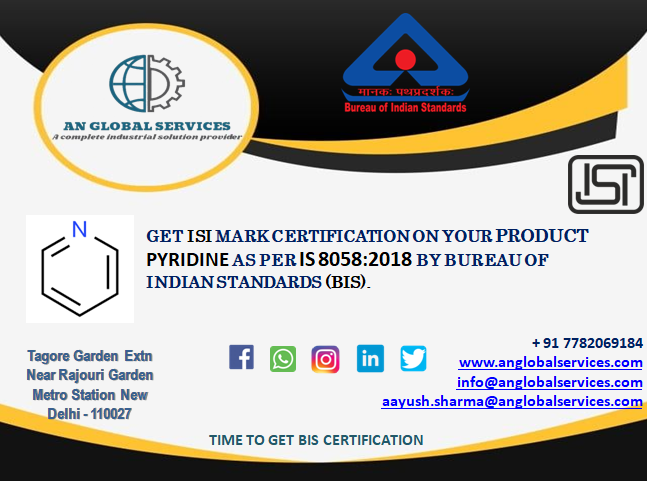 AN GLOBAL SERVICES
A complete industrial solution provider
मानकः पथप्रदर्शकः
Bureau of Indian Standards
ISI
N
GET ISI MARK CERTIFICATION ON YOUR PRODUCT
PYRIDINE AS PER IS 8058:2018 BY BUREAU OF
INDIAN STANDARDS (BIS).
Tagore Garden Extn
Near Rajouri Garden
Metro Station New
Delhi - 110027
+ 91 7782069184
www.anglobalservices.com
info@anglobalservices.com
aayush.sharma@anglobalservices.com
TIME TO GET BIS CERTIFICATION